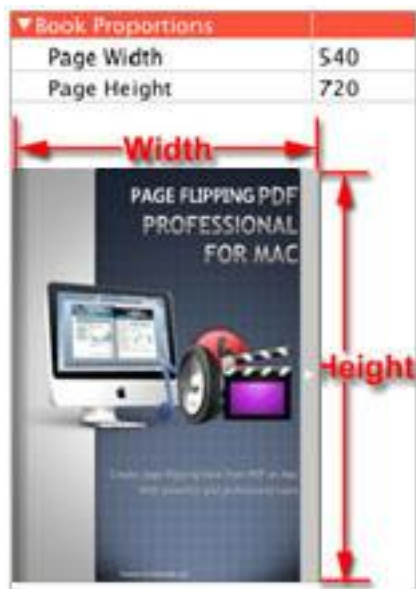 Book Proportions
Page Width 540
Page Height 720
Width
PAGE FLIPPING PDF
PROFESSIONAL
FOR MAC
Height